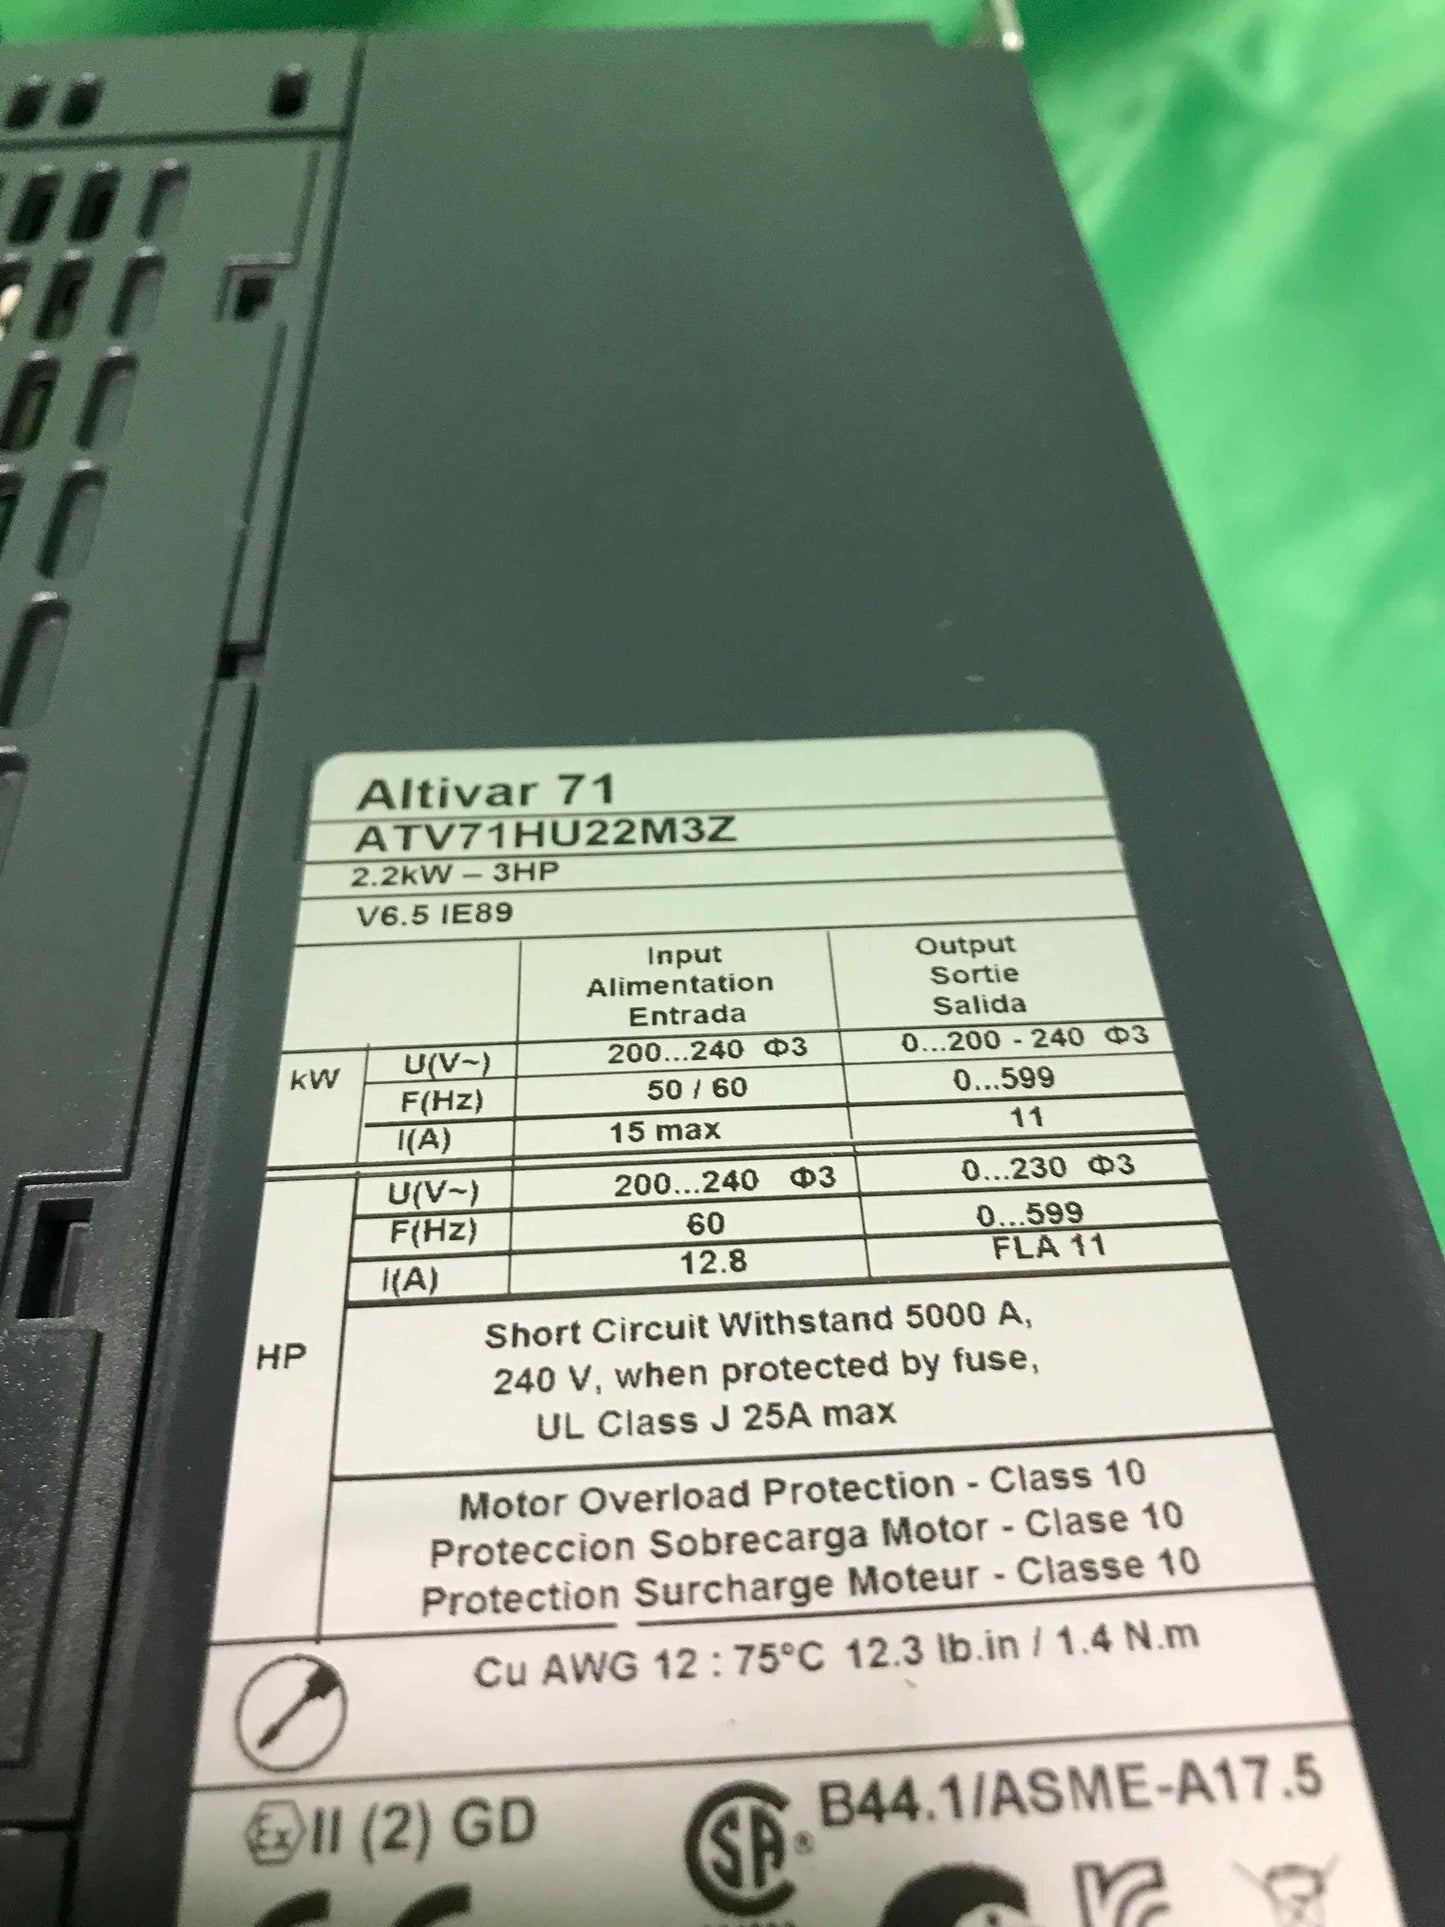 Altivar 71
ATV71HU22M3Z
2.2kW – 3HP
V6.5 IE89
Input Output
Alimentation Sortie
Entrada Salida
kW U(V~) 200...240 Φ3 0...200 - 240 Φ3
F(Hz) 50 / 60 0...599
I(A) 15 max 11
HP U(V~) 200...240 Φ3 0...230 Φ3
F(Hz) 60 0...599
I(A) 12.8 FLA 11
Short Circuit Withstand 5000 A,
240 V, when protected by fuse,
UL Class J 25A max
Motor Overload Protection - Class 10
Proteccion Sobrecarga Motor - Clase 10
Protection Surcharge Moteur - Classe 10
Cu AWG 12 : 75°C 12.3 lb.in / 1.4 N.m
Ex II (2) GD SA ® B44.1/ASME-A17.5